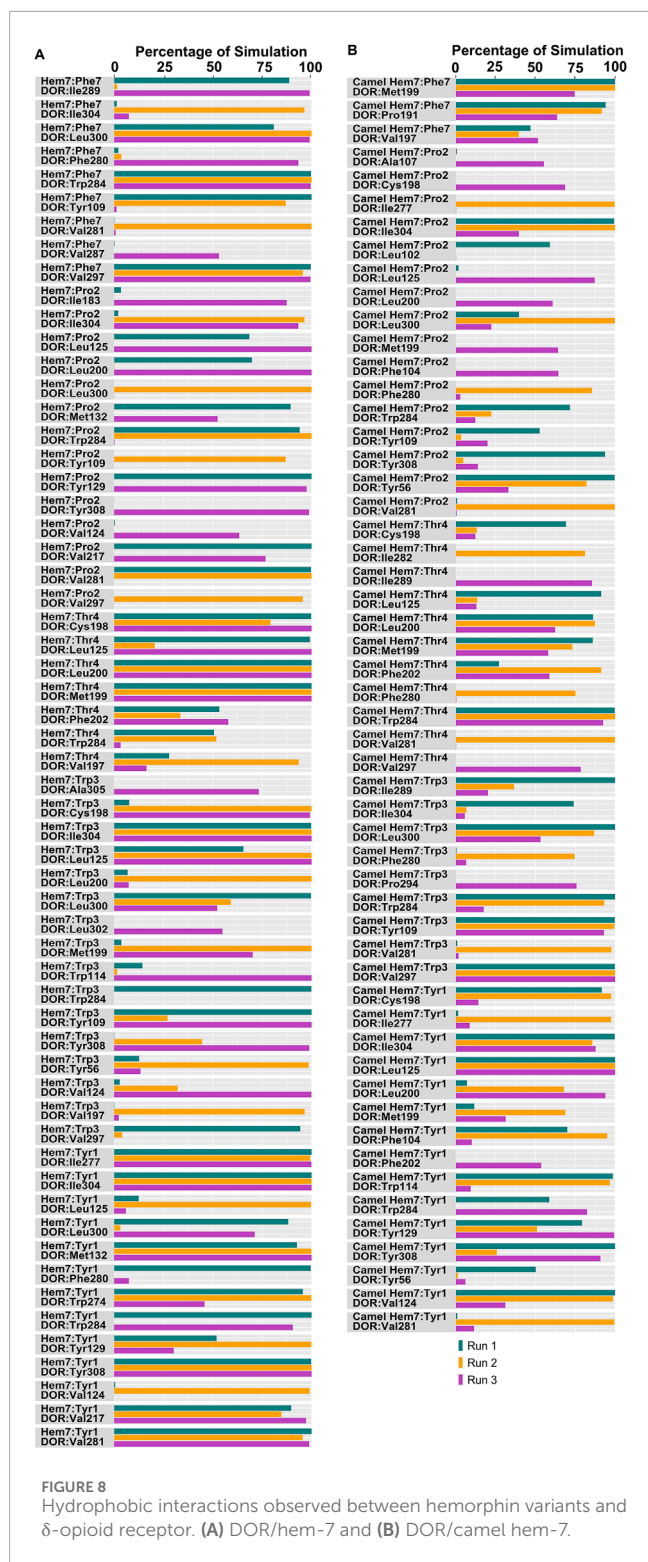 A
Percentage of Simulation
0 50 100
Hem7:Phe7
DOR:Ile289
Hem7:Phe7
DOR:Ile304
Hem7:Phe7
DOR:Leu300
Hem7:Phe7
DOR:Phe280
Hem7:Phe7
DOR:Trp284
Hem7:Phe7
DOR:Tyr109
Hem7:Phe7
DOR:Val281
Hem7:Phe7
DOR:Val287
Hem7:Phe7
DOR:Val297
Hem7:Pro2
DOR:Ile183
Hem7:Pro2
DOR:Ile304
Hem7:Pro2
DOR:Leu125
Hem7:Pro2
DOR:Leu200
Hem7:Pro2
DOR:Leu300
Hem7:Pro2
DOR:Met132
Hem7:Pro2
DOR:Trp284
Hem7:Pro2
DOR:Tyr109
Hem7:Pro2
DOR:Tyr129
Hem7:Pro2
DOR:Tyr308
Hem7:Pro2
DOR:Val124
Hem7:Pro2
DOR:Val217
Hem7:Pro2
DOR:Val281
Hem7:Pro2
DOR:Val297
Hem7:Thr4
DOR:Cys198
Hem7:Thr4
DOR:Leu125
Hem7:Thr4
DOR:Leu200
Hem7:Thr4
DOR:Met199
Hem7:Thr4
DOR:Phe202
Hem7:Thr4
DOR:Trp284
Hem7:Thr4
DOR:Val197
Hem7:Trp3
DOR:Ala305
Hem7:Trp3
DOR:Cys198
Hem7:Trp3
DOR:Ile304
Hem7:Trp3
DOR:Leu125
Hem7:Trp3
DOR:Leu200
Hem7:Trp3
DOR:Leu300
Hem7:Trp3
DOR:Leu302
Hem7:Trp3
DOR:Met199
Hem7:Trp3
DOR:Trp114
Hem7:Trp3
DOR:Trp284
Hem7:Trp3
DOR:Tyr109
Hem7:Trp3
DOR:Tyr308
Hem7:Trp3
DOR:Tyr56
Hem7:Trp3
DOR:Val124
Hem7:Trp3
DOR:Val197
Hem7:Trp3
DOR:Val297
Hem7:Tyr1
DOR:Ile277
Hem7:Tyr1
DOR:Ile304
Hem7:Tyr1
DOR:Leu125
Hem7:Tyr1
DOR:Leu300
Hem7:Tyr1
DOR:Met132
Hem7:Tyr1
DOR:Phe280
Hem7:Tyr1
DOR:Trp274
Hem7:Tyr1
DOR:Trp284
Hem7:Tyr1
DOR:Tyr129
Hem7:Tyr1
DOR:Tyr308
Hem7:Tyr1
DOR:Val124
Hem7:Tyr1
DOR:Val217
Hem7:Tyr1
DOR:Val281
B
Percentage of Simulation
0 25 50 75 100
Camel Hem7:Phe7
DOR:Met199
Camel Hem7:Phe7
DOR:Pro191
Camel Hem7:Phe7
DOR:Val197
Camel Hem7:Pro2
DOR:Ala107
Camel Hem7:Pro2
DOR:Cys198
Camel Hem7:Pro2
DOR:Ile277
Camel Hem7:Pro2
DOR:Ile304
Camel Hem7:Pro2
DOR:Leu102
Camel Hem7:Pro2
DOR:Leu125
Camel Hem7:Pro2
DOR:Leu200
Camel Hem7:Pro2
DOR:Leu300
Camel Hem7:Pro2
DOR:Met199
Camel Hem7:Pro2
DOR:Phe104
Camel Hem7:Pro2
DOR:Phe280
Camel Hem7:Pro2
DOR:Trp284
Camel Hem7:Pro2
DOR:Tyr109
Camel Hem7:Pro2
DOR:Tyr308
Camel Hem7:Pro2
DOR:Tyr56
Camel Hem7:Pro2
DOR:Val281
Camel Hem7:Thr4
DOR:Cys198
Camel Hem7:Thr4
DOR:Ile282
Camel Hem7:Thr4
DOR:Ile289
Camel Hem7:Thr4
DOR:Leu125
Camel Hem7:Thr4
DOR:Leu200
Camel Hem7:Thr4
DOR:Met199
Camel Hem7:Thr4
DOR:Phe202
Camel Hem7:Thr4
DOR:Phe280
Camel Hem7:Thr4
DOR:Trp284
Camel Hem7:Thr4
DOR:Val281
Camel Hem7:Thr4
DOR:Val297
Camel Hem7:Trp3
DOR:Ile289
Camel Hem7:Trp3
DOR:Ile304
Camel Hem7:Trp3
DOR:Leu300
Camel Hem7:Trp3
DOR:Phe280
Camel Hem7:Trp3
DOR:Pro294
Camel Hem7:Trp3
DOR:Trp284
Camel Hem7:Trp3
DOR:Tyr109
Camel Hem7:Trp3
DOR:Val281
Camel Hem7:Trp3
DOR:Val297
Camel Hem7:Tyr1
DOR:Cys198
Camel Hem7:Tyr1
DOR:Ile277
Camel Hem7:Tyr1
DOR:Ile304
Camel Hem7:Tyr1
DOR:Leu125
Camel Hem7:Tyr1
DOR:Leu200
Camel Hem7:Tyr1
DOR:Met199
Camel Hem7:Tyr1
DOR:Phe104
Camel Hem7:Tyr1
DOR:Phe202
Camel Hem7:Tyr1
DOR:Trp114
Camel Hem7:Tyr1
DOR:Trp284
Camel Hem7:Tyr1
DOR:Tyr129
Camel Hem7:Tyr1
DOR:Tyr308
Camel Hem7:Tyr1
DOR:Tyr56
Camel Hem7:Tyr1
DOR:Val124
Camel Hem7:Tyr1
DOR:Val281
Run 1
Run 2
Run 3
FIGURE 8
Hydrophobic interactions observed between hemorphin variants and
δ-opioid receptor. (A) DOR/hem-7 and (B) DOR/camel hem-7.